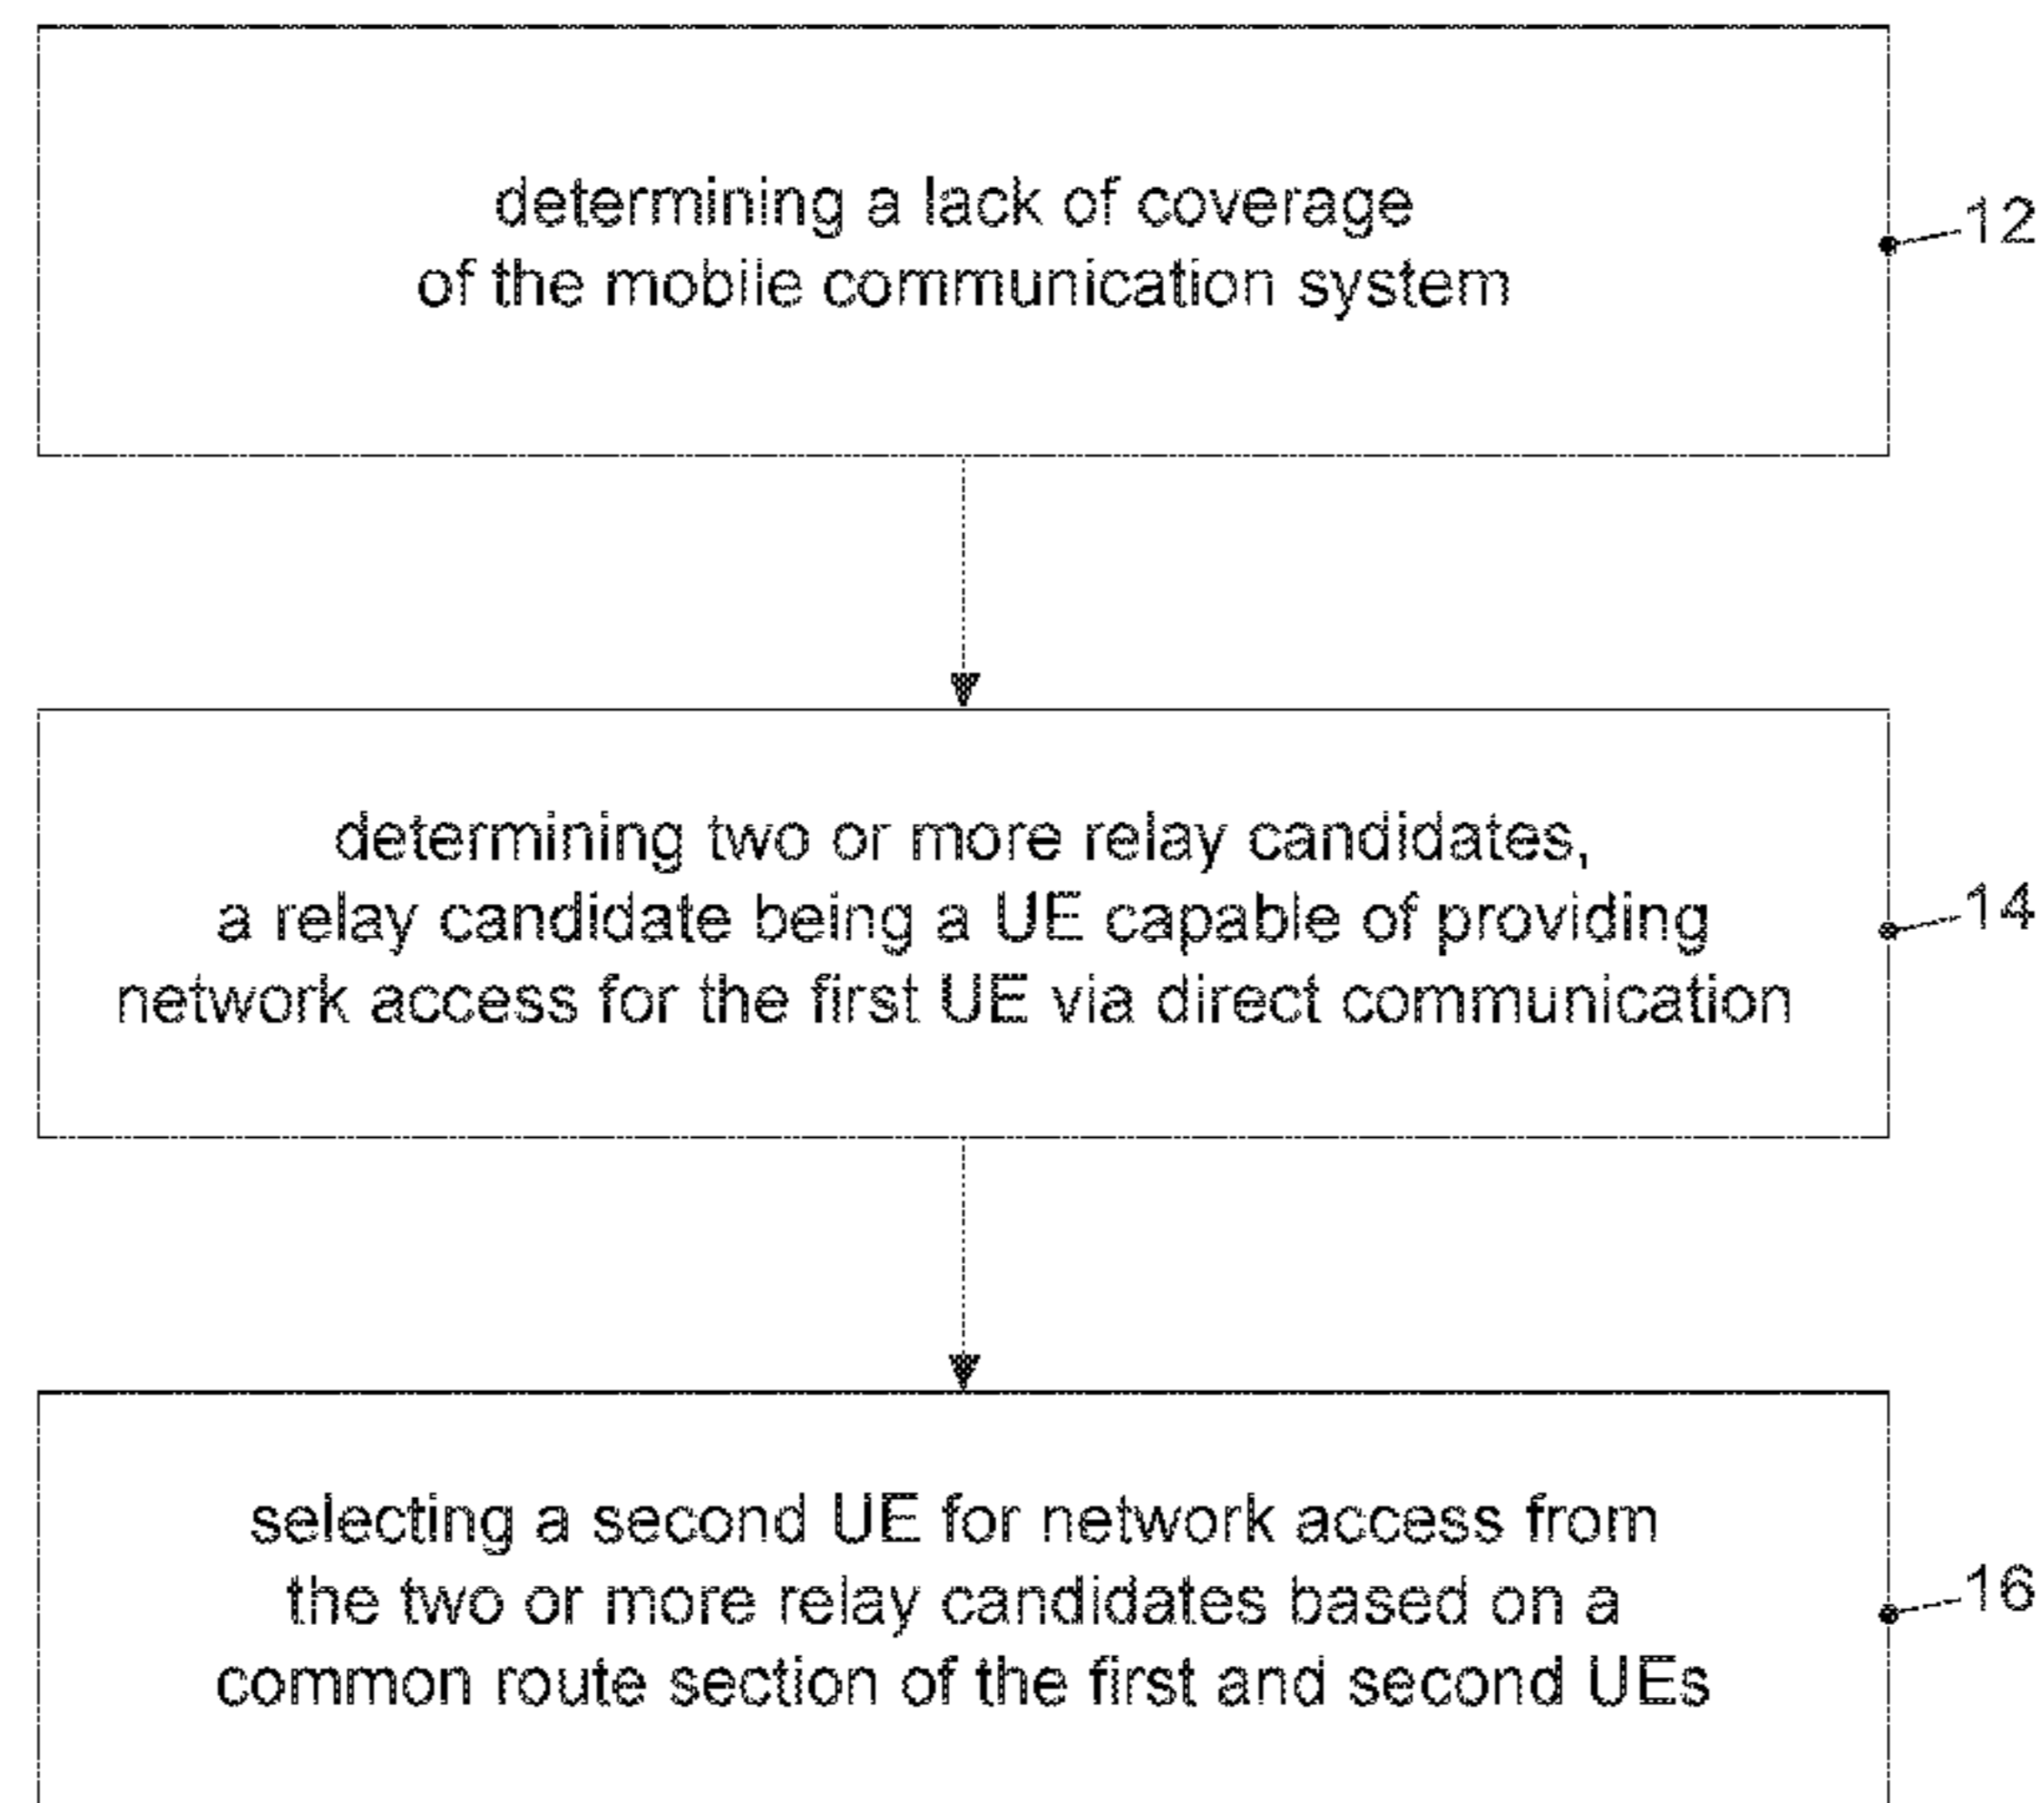 determining a lack of coverage
of the mobile communication system
12
determining two or more relay candidates,
a relay candidate being a UE capable of providing
network access for the first UE via direct communication
14
selecting a second UE for network access from
the two or more relay candidates based on a
common route section of the first and second UEs
16